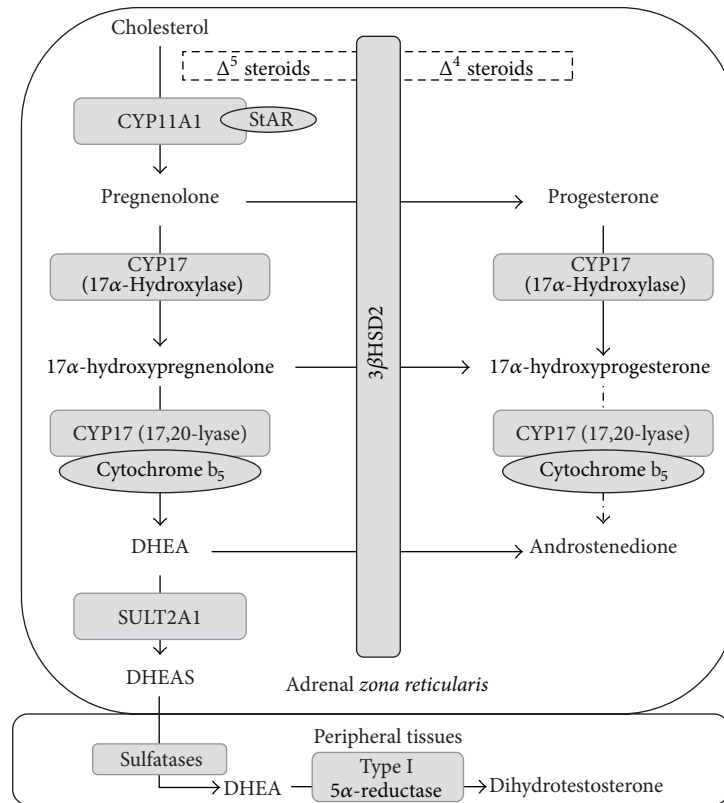 Cholesterol
Δ⁵ steroids
Δ⁴ steroids
CYP11A1
StAR
Pregnenolone
Progesterone
CYP17
(17α-Hydroxylase)
CYP17
(17α-Hydroxylase)
3βHSD2
17α-hydroxypregnenolone
17α-hydroxyprogesterone
CYP17 (17,20-lyase)
Cytochrome b₅
CYP17 (17,20-lyase)
Cytochrome b₅
DHEA
Androstenedione
SULT2A1
DHEAS
Adrenal zona reticularis
Peripheral tissues
Sulfatases
DHEA
Type I
5α-reductase
Dihydrotestosterone